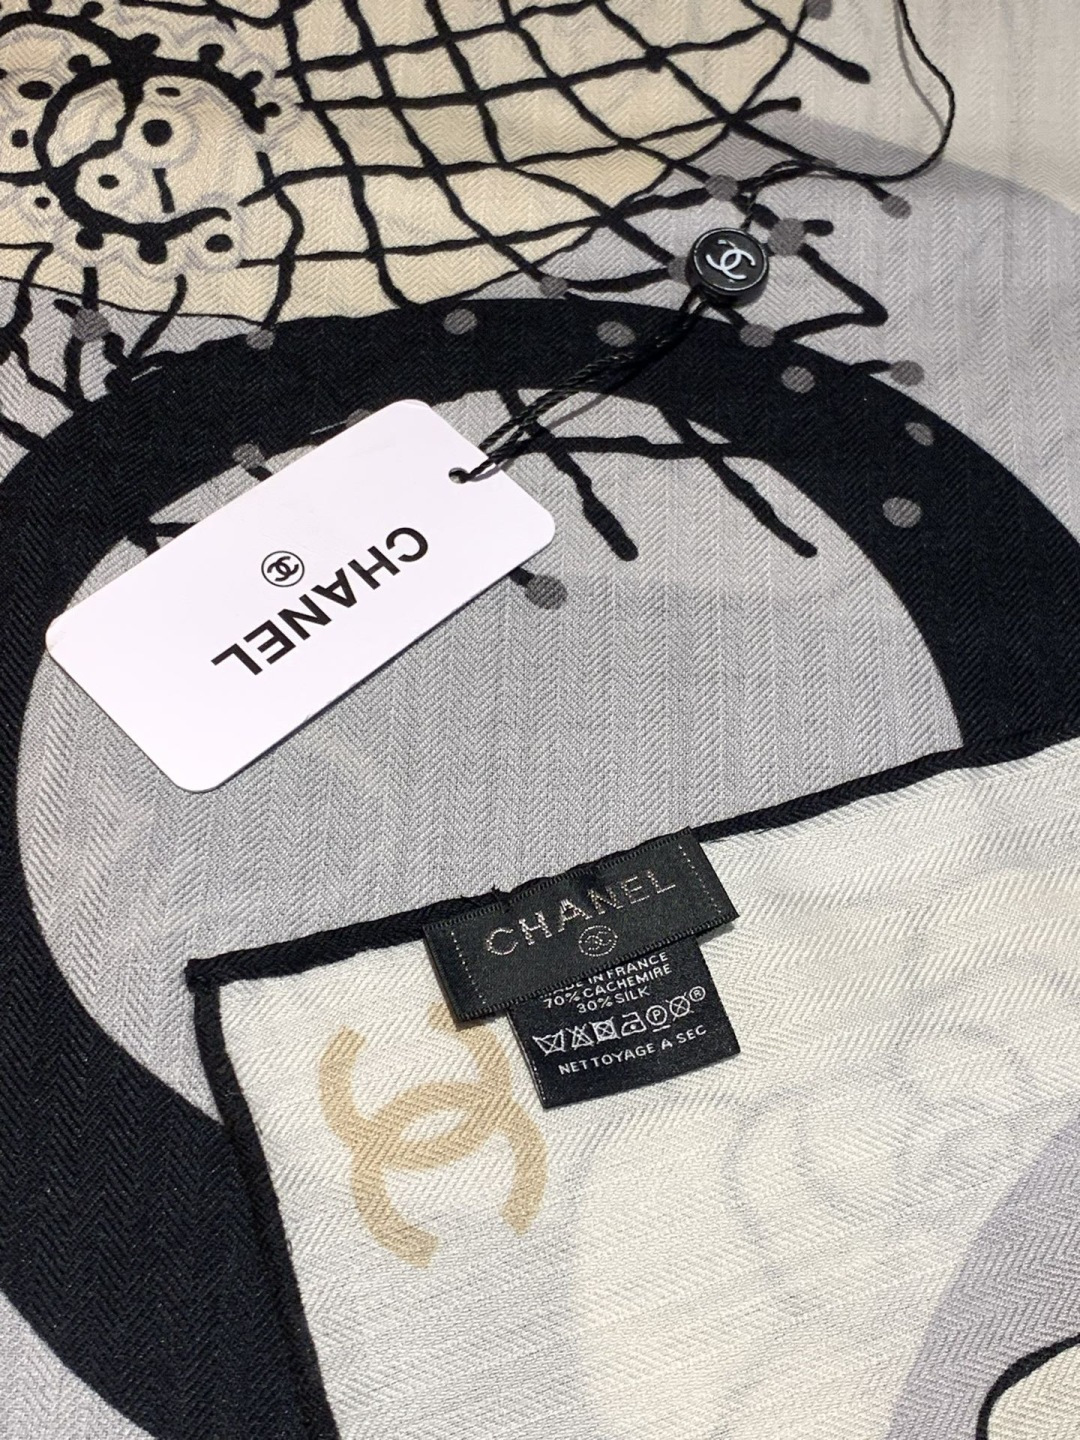 CHANEL
CHANEL
MADE IN FRANCE
70% CACHEMIRE
30% SILK
P R
NETTOYAGE A SEC